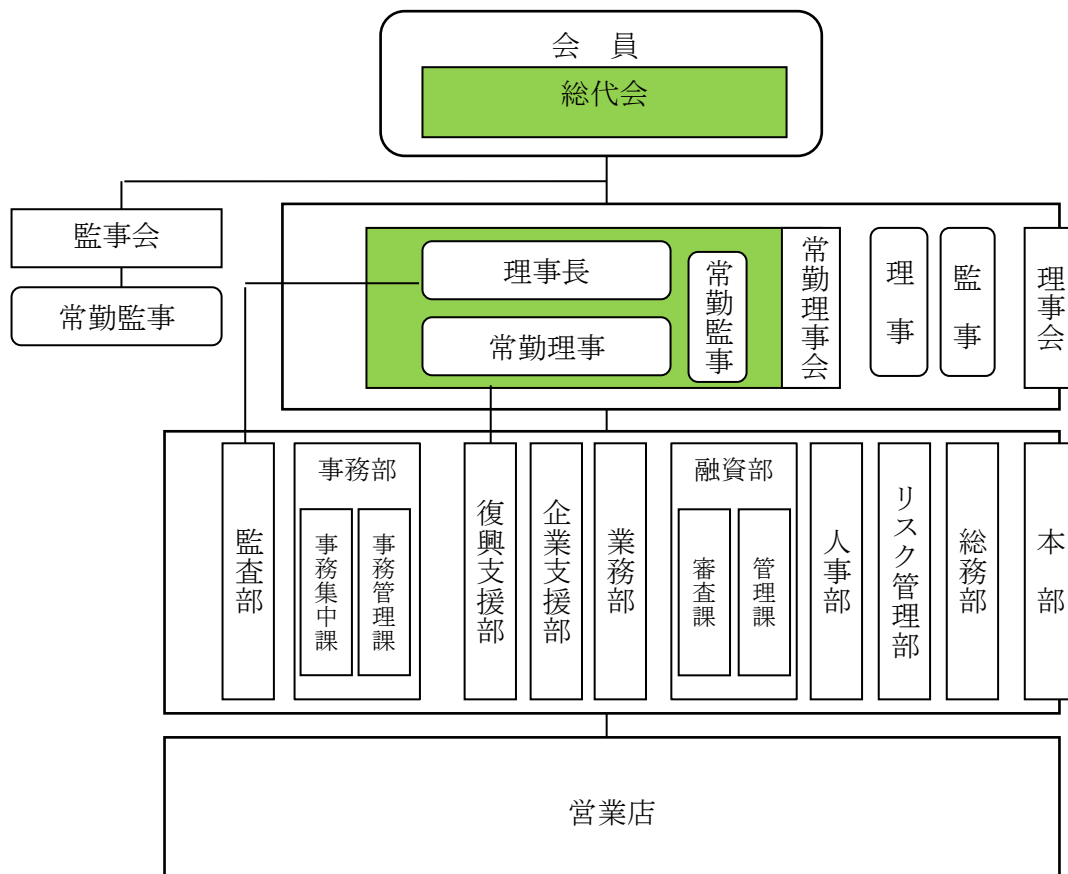 会 員
総代会
監事会
常勤監事
理事長
常勤理事
常勤監事
常勤理事会
理 事
監 事
理事会
監査部
事務部
事務集中課
事務管理課
復興支援部
企業支援部
業務部
融資部
審査課
管理課
人事部
リスク管理部
総務部
本 部
営業店